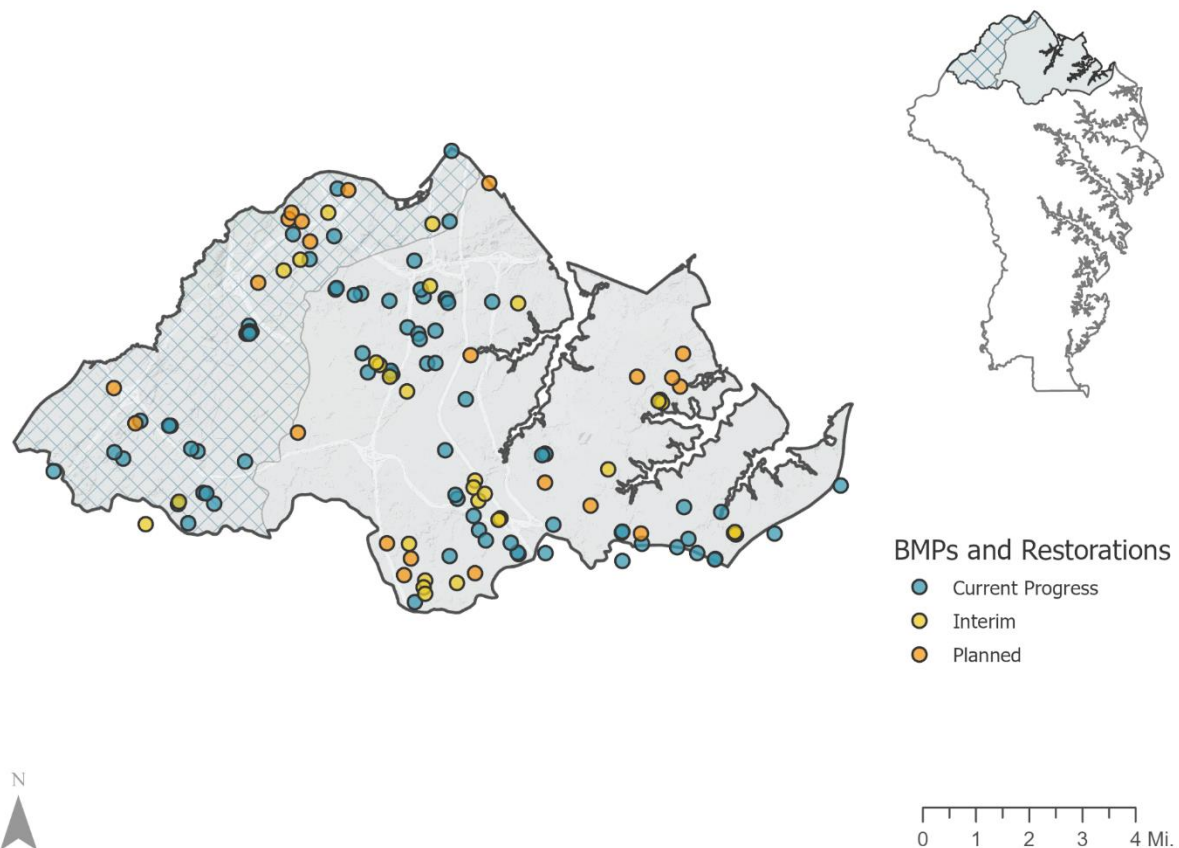 BMPs and Restorations
Current Progress
Interim
Planned
N
0 1 2 3 4 Mi.